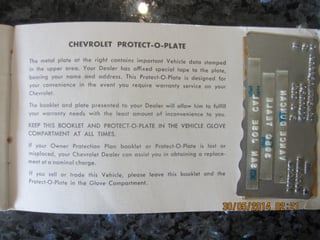 CHEVROLET PROTECT-O-PLATE
The metal plate at the right contains important Vehicle data stamped
in the upper area. Your Dealer has affixed special tape to the plate,
bearing your name and address. This Protect-O-Plate is designed for
your convenience in the event you require warranty service on your
Chevrolet.
The booklet and plate presented to your Dealer will allow him to fulfill
your warranty needs with the least amount of inconvenience to you.
KEEP THIS BOOKLET AND PROTECT-O-PLATE IN THE VEHICLE GLOVE
COMPARTMENT AT ALL TIMES.
If your Owner Protection Plan booklet or Protect-O-Plate is lost or
misplaced, your Chevrolet Dealer can assist you in obtaining a replace-
ment at a nominal charge.
If you sell or trade this Vehicle, please leave this booklet and the
Protect-O-Plate in the Glove Compartment.
VANCE DUNCAN
TEALE
SAN JOSE CAL